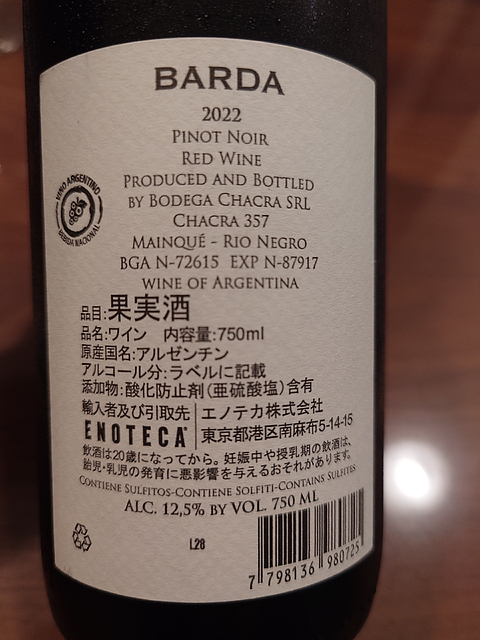 BARDA
2022
PINOT NOIR
RED WINE
PRODUCED AND BOTTLED
BY BODEGA CHACRA SRL
CHACRA 357
MAINQUÉ - RIO NEGRO
BGA N-72615 EXP N-87917
WINE OF ARGENTINA
VINO ARGENTINO
BEBIDA NACIONAL
品目:果実酒
品名:ワイン 内容量:750ml
原産国名:アルゼンチン
アルコール分:ラベルに記載
添加物:酸化防止剤(亜硫酸塩)含有
輸入者及び引取先 エノテカ株式会社
ENOTECA 東京都港区南麻布5-14-15
飲酒は20歳になってから。妊娠中や授乳期の飲酒は、
胎児・乳児の発育に悪影響を与えるおそれがあります。
CONTIENE SULFITOS-CONTIENE SOLFITI-CONTAINS SULFITES
ALC. 12,5% BY VOL. 750 ML
L28
7 798136 980725